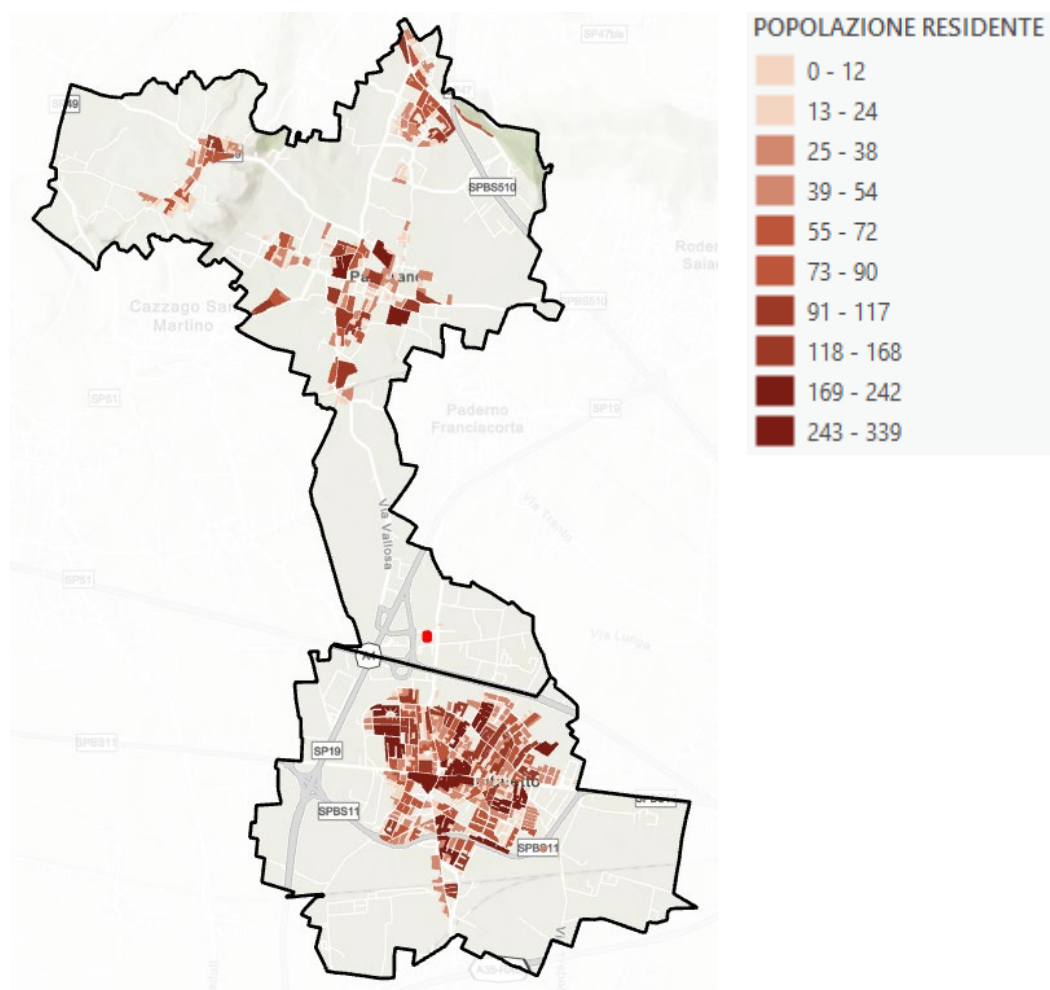 POPOLAZIONE RESIDENTE
0 - 12
13 - 24
25 - 38
39 - 54
55 - 72
73 - 90
91 - 117
118 - 168
169 - 242
243 - 339
SP47bis
SPBS510
Cazzago San
Martino
SPBS510
SP51
Paderno
Franciacorta
SP19
Via Vallosa
Via Trento
SP51
Via Lunga
A4
SPBS11
SP19
SPBS11
SPBS11